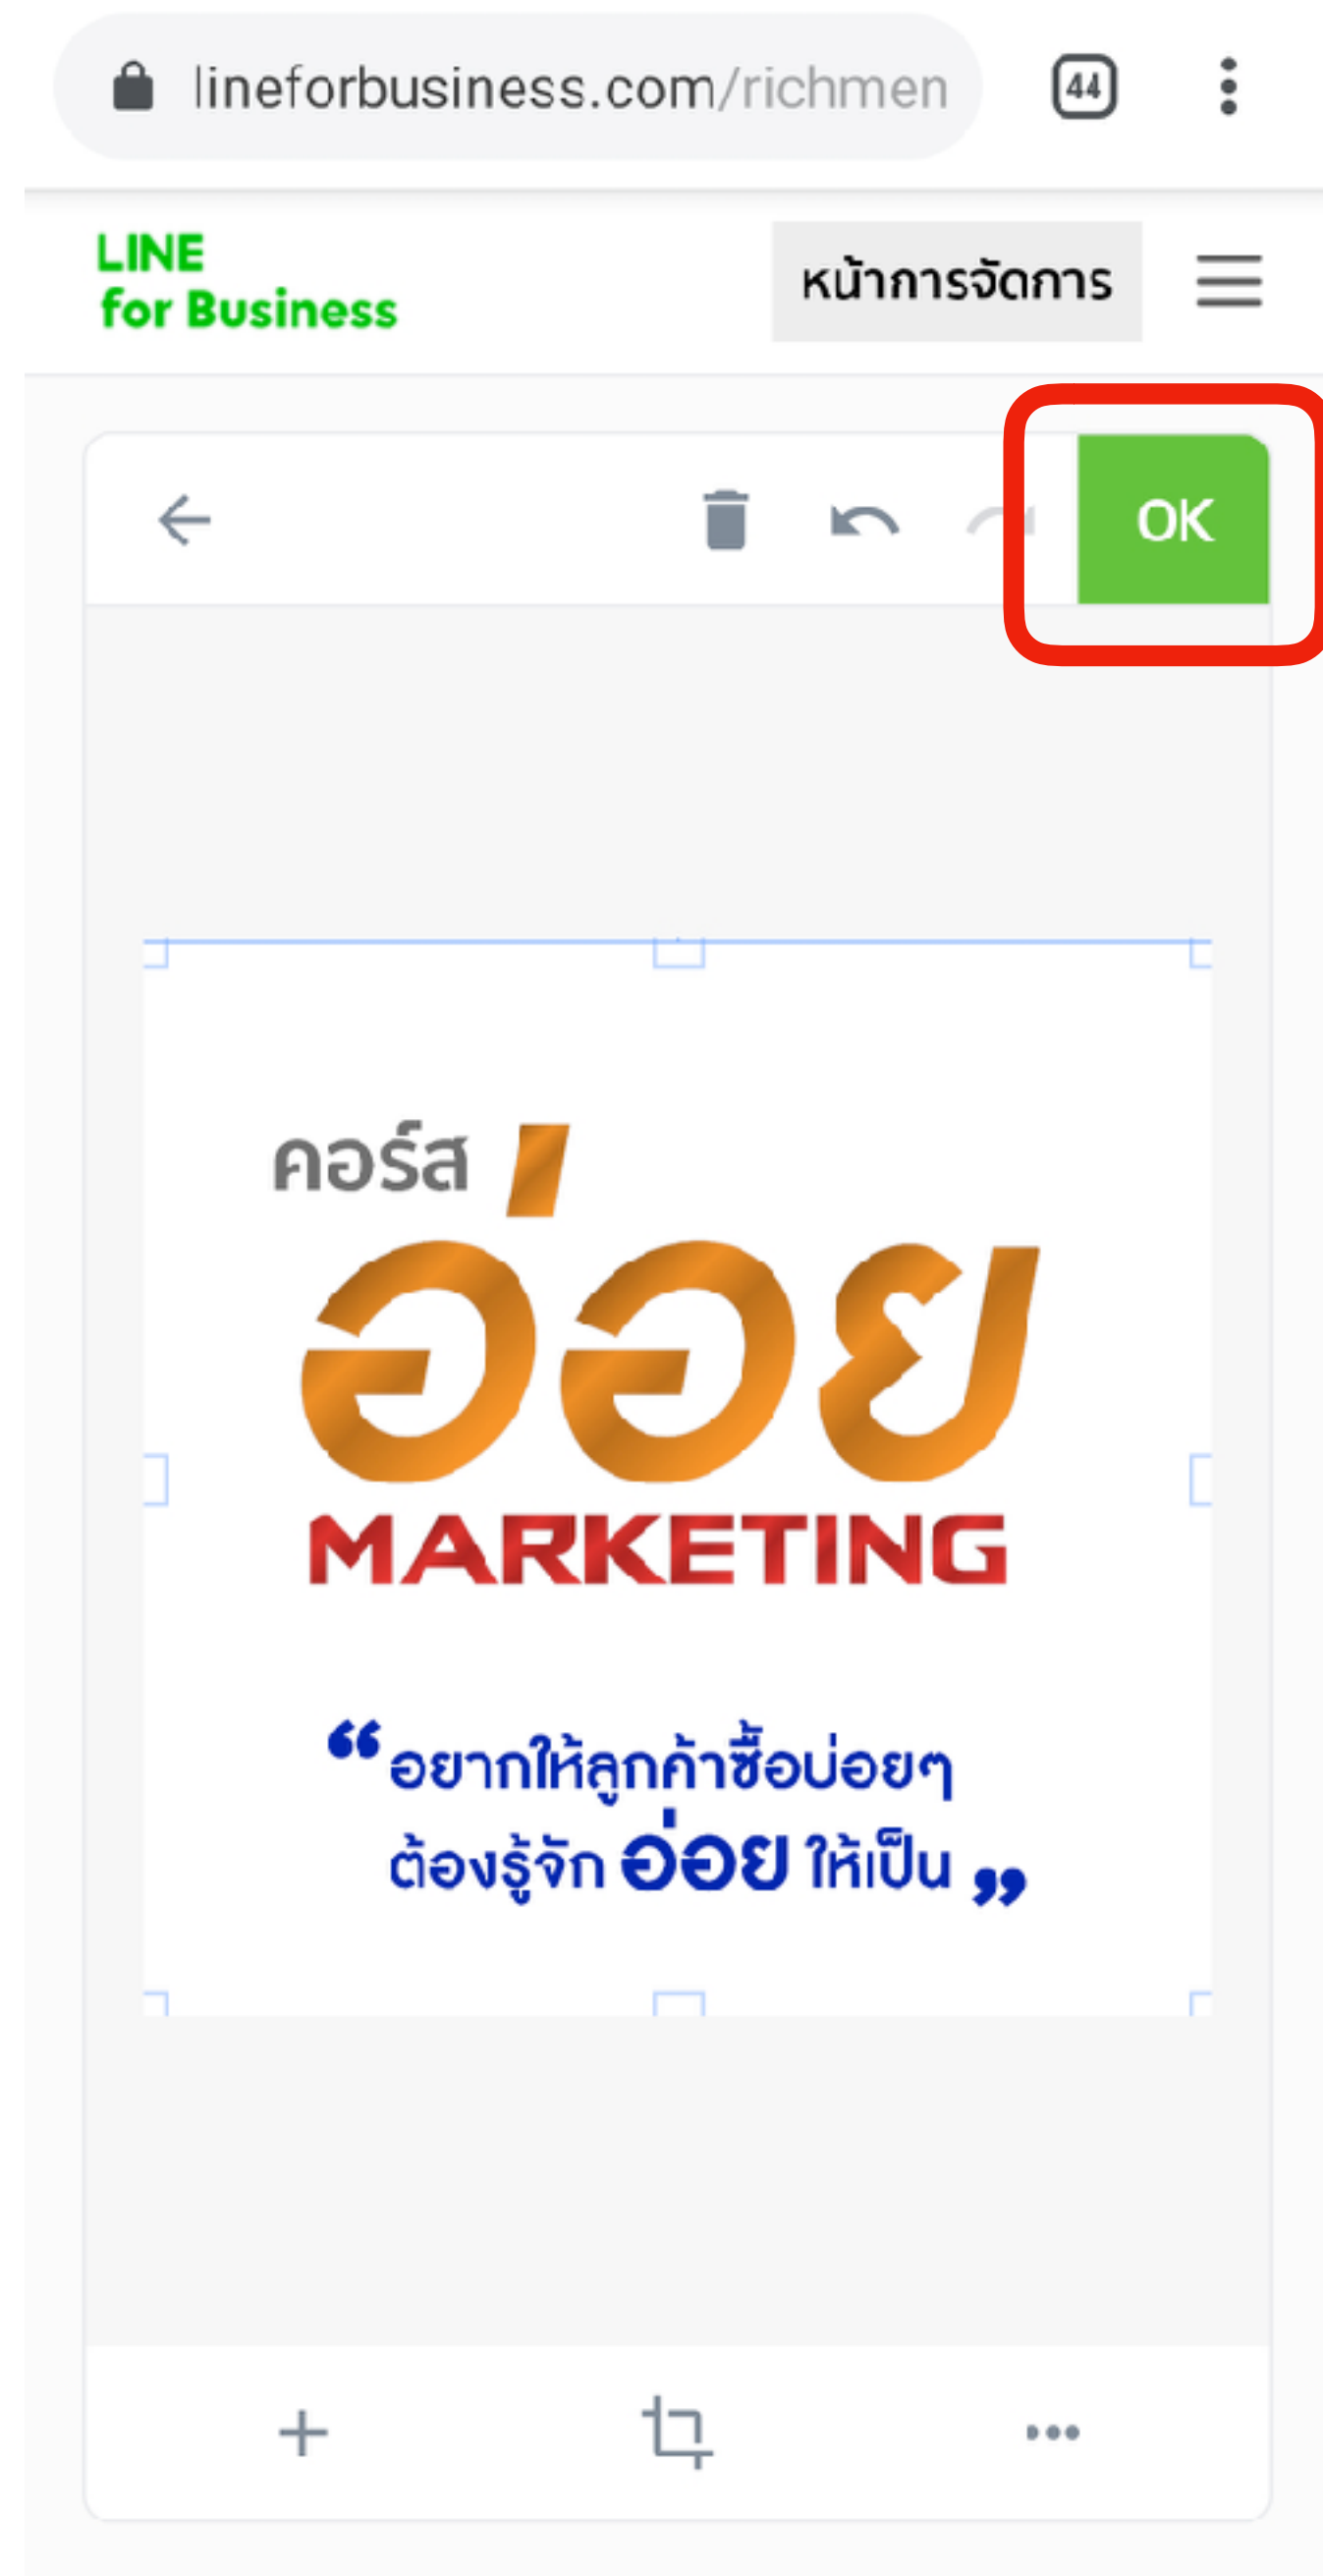 lineforbusiness.com/richmen
44
LINE
for Business
หน้าการจัดการ
OK
คอร์ส
อ่อย
MARKETING
“อยากให้ลูกค้าซื้อบ่อยๆ
ต้องรู้จัก อ่อย ให้เป็น”